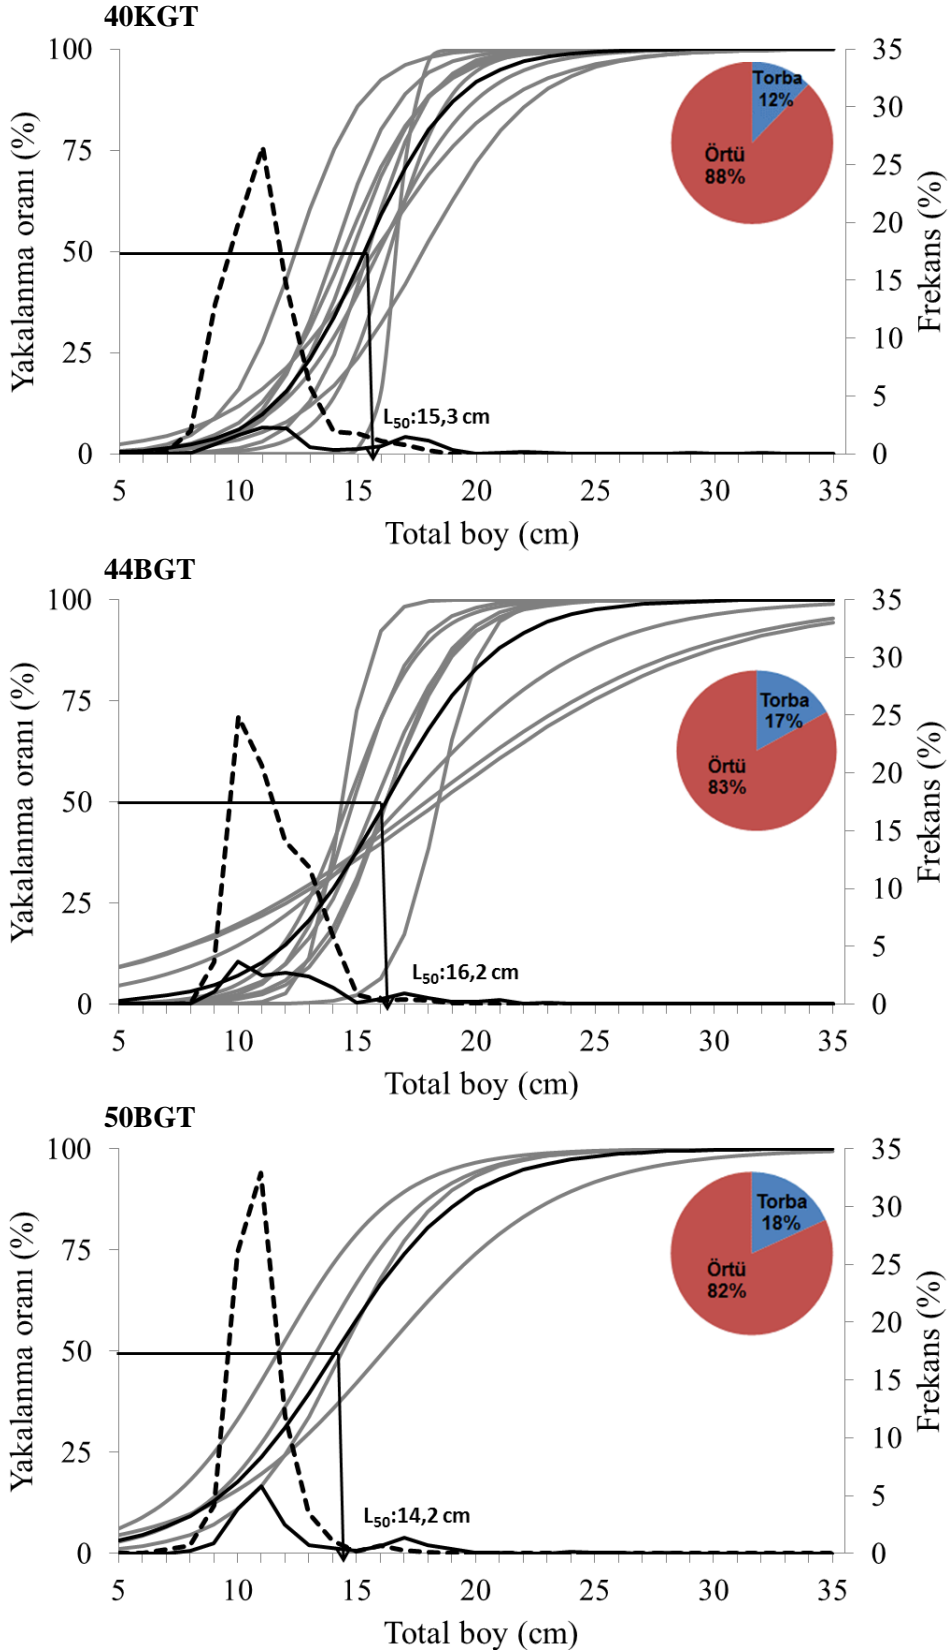 40KGT
100
75
50
25
0
Yakalanma oranı (%)
35
30
25
20
15
10
5
0
Frekans (%)
Torba
12%
Örtü
88%
L50:15,3 cm
5 10 15 20 25 30 35
Total boy (cm)
44BGT
100
75
50
25
0
Yakalanma oranı (%)
35
30
25
20
15
10
5
0
Frekans (%)
Torba
17%
Örtü
83%
L50:16,2 cm
5 10 15 20 25 30 35
Total boy (cm)
50BGT
100
75
50
25
0
Yakalanma oranı (%)
35
30
25
20
15
10
5
0
Frekans (%)
Torba
18%
Örtü
82%
L50:14,2 cm
5 10 15 20 25 30 35
Total boy (cm)